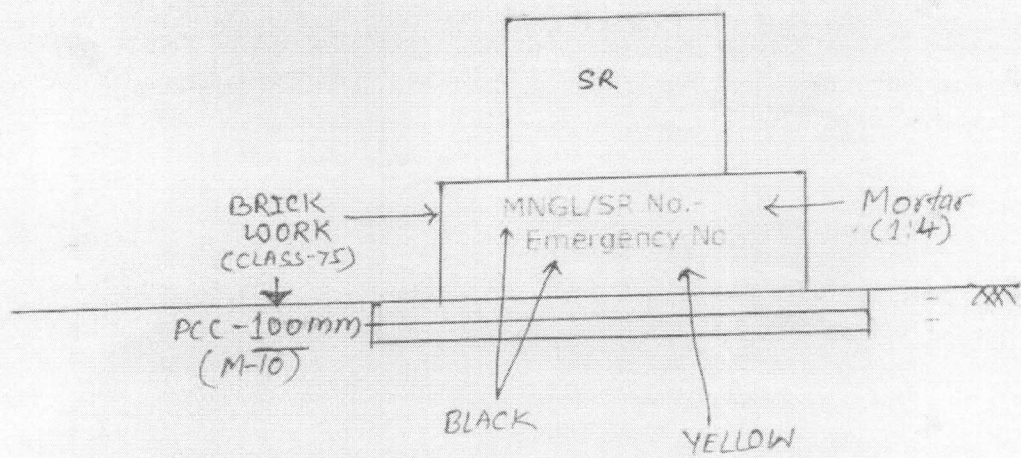 SR
BRICK
WORK
(CLASS-75)
MNGL/SR No.-
Emergency No
Mortar
(1:4)
PCC-100mm
(M-10)
BLACK
YELLOW